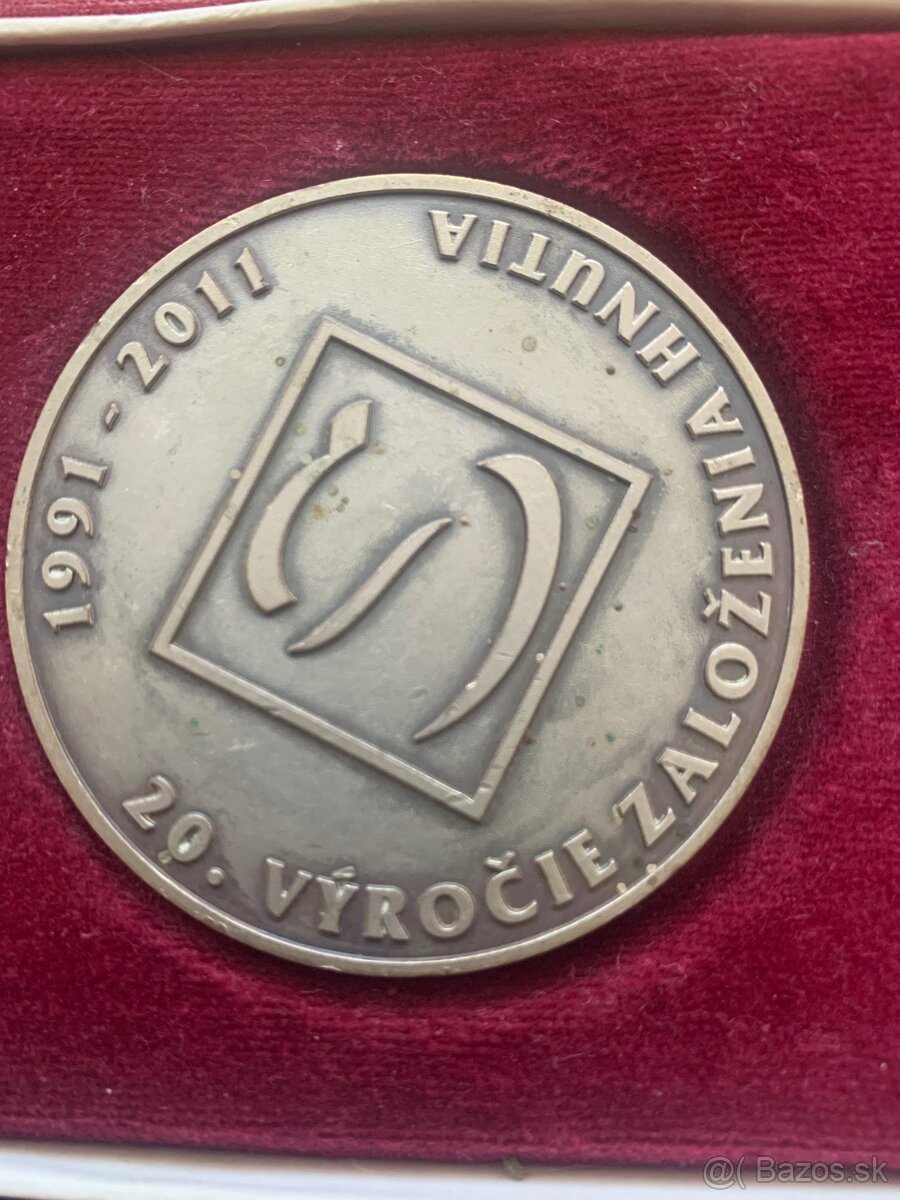 1991 - 2011
20. VÝROČIE ZALOŽENIA HNUTIA
@( Bazos.sk